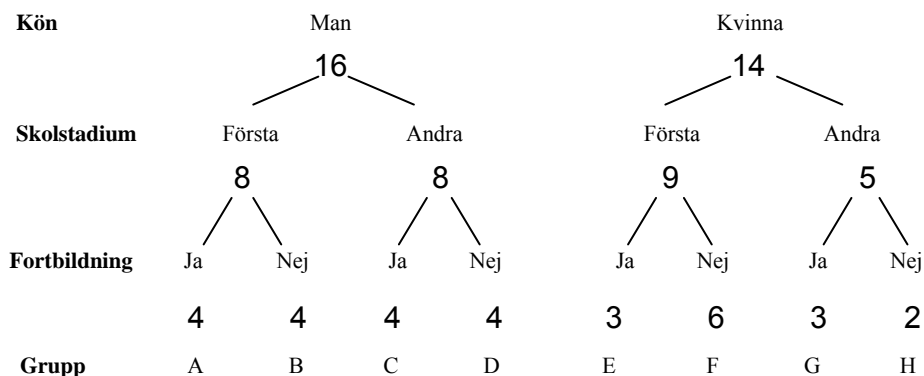 Kön Man Kvinna
16 14
Skolstadium Första Andra Första Andra
8 8 9 5
Fortbildning Ja Nej Ja Nej Ja Nej Ja Nej
4 4 4 4 3 6 3 2
Grupp A B C D E F G H